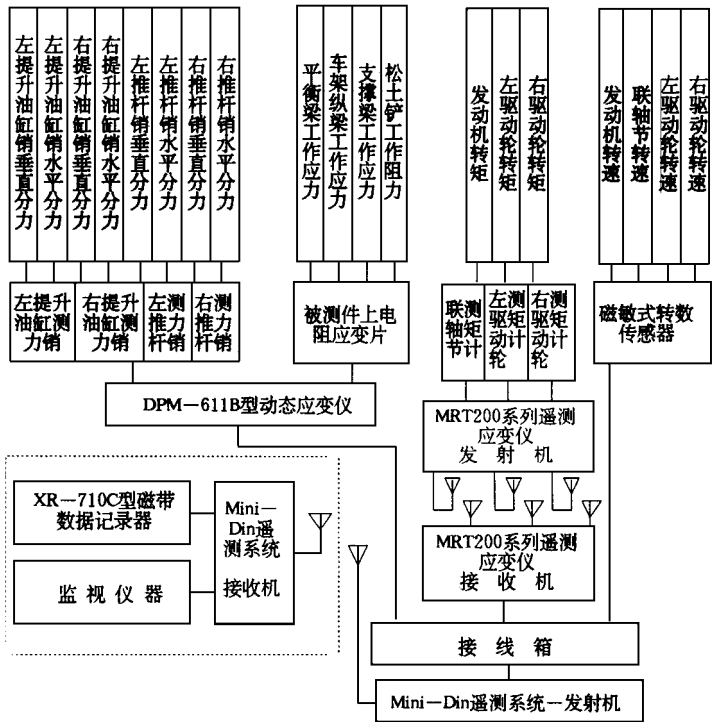 左提升油缸销垂直分力
左提升油缸销水平分力
右提升油缸销垂直分力
右提升油缸销水平分力
左推杆销垂直分力
左推杆销水平分力
右推杆销垂直分力
右推杆销水平分力
平衡梁工作应力
车架纵梁工作应力
支撑梁工作应力
松土铲工作阻力
发动机转矩
左驱动轮转矩
右驱动轮转矩
发动机转速
联轴节转速
左驱动轮转速
右驱动轮转速
左提升
油缸测
力销
右提升
油缸测
力销
左测
推力
杆销
右测
推力
杆销
被测件上电
阻应变片
联测
轴矩
节计
左测
驱矩
动计
轮
右测
驱矩
动计
轮
磁敏式转数
传感器
DPM－611B型动态应变仪
MRT200系列遥测
应变仪
发 射 机
XR－710C型磁带
数据记录器
Mini－
Din遥
测系统
接收机
监 视 仪 器
MRT200系列遥测
应变仪
接 收 机
接 线 箱
Mini－Din遥测系统－发射机